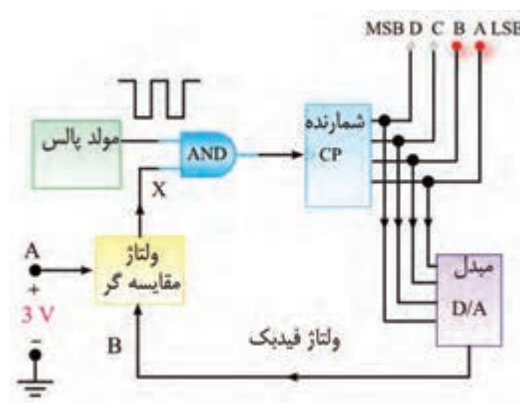 MSB D C B A LSB
شمارنده
CP
مولد پالس
AND
X
ولتاژ
مقایسه گر
A
+
3 V
-
B
ولتاژ فیدبک
مبدل
D/A